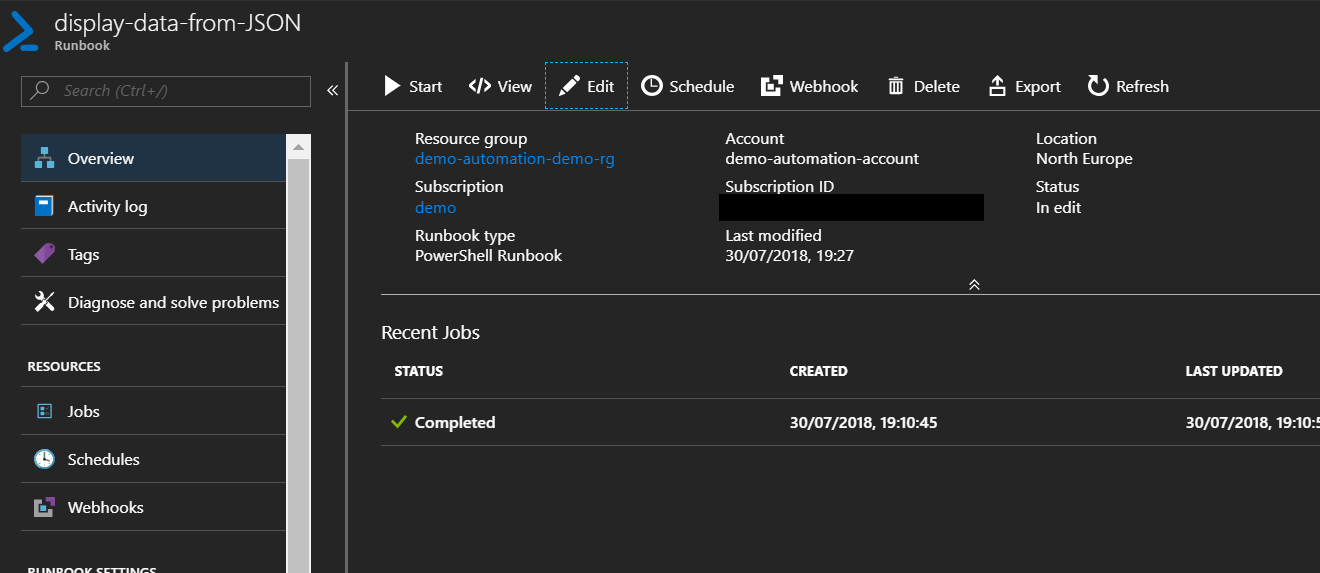 display-data-from-JSON
Runbook
Search (Ctrl+/)
Overview
Activity log
Tags
Diagnose and solve problems
RESOURCES
Jobs
Schedules
Webhooks
RUNBOOK SETTINGS
Start View Edit Schedule Webhook Delete Export Refresh
Resource group
demo-automation-demo-rg
Subscription
demo
Runbook type
PowerShell Runbook
Account
demo-automation-account
Subscription ID
Last modified
30/07/2018, 19:27
Location
North Europe
Status
In edit
Recent Jobs
STATUS CREATED LAST UPDATED
Completed 30/07/2018, 19:10:45 30/07/2018, 19:10:5